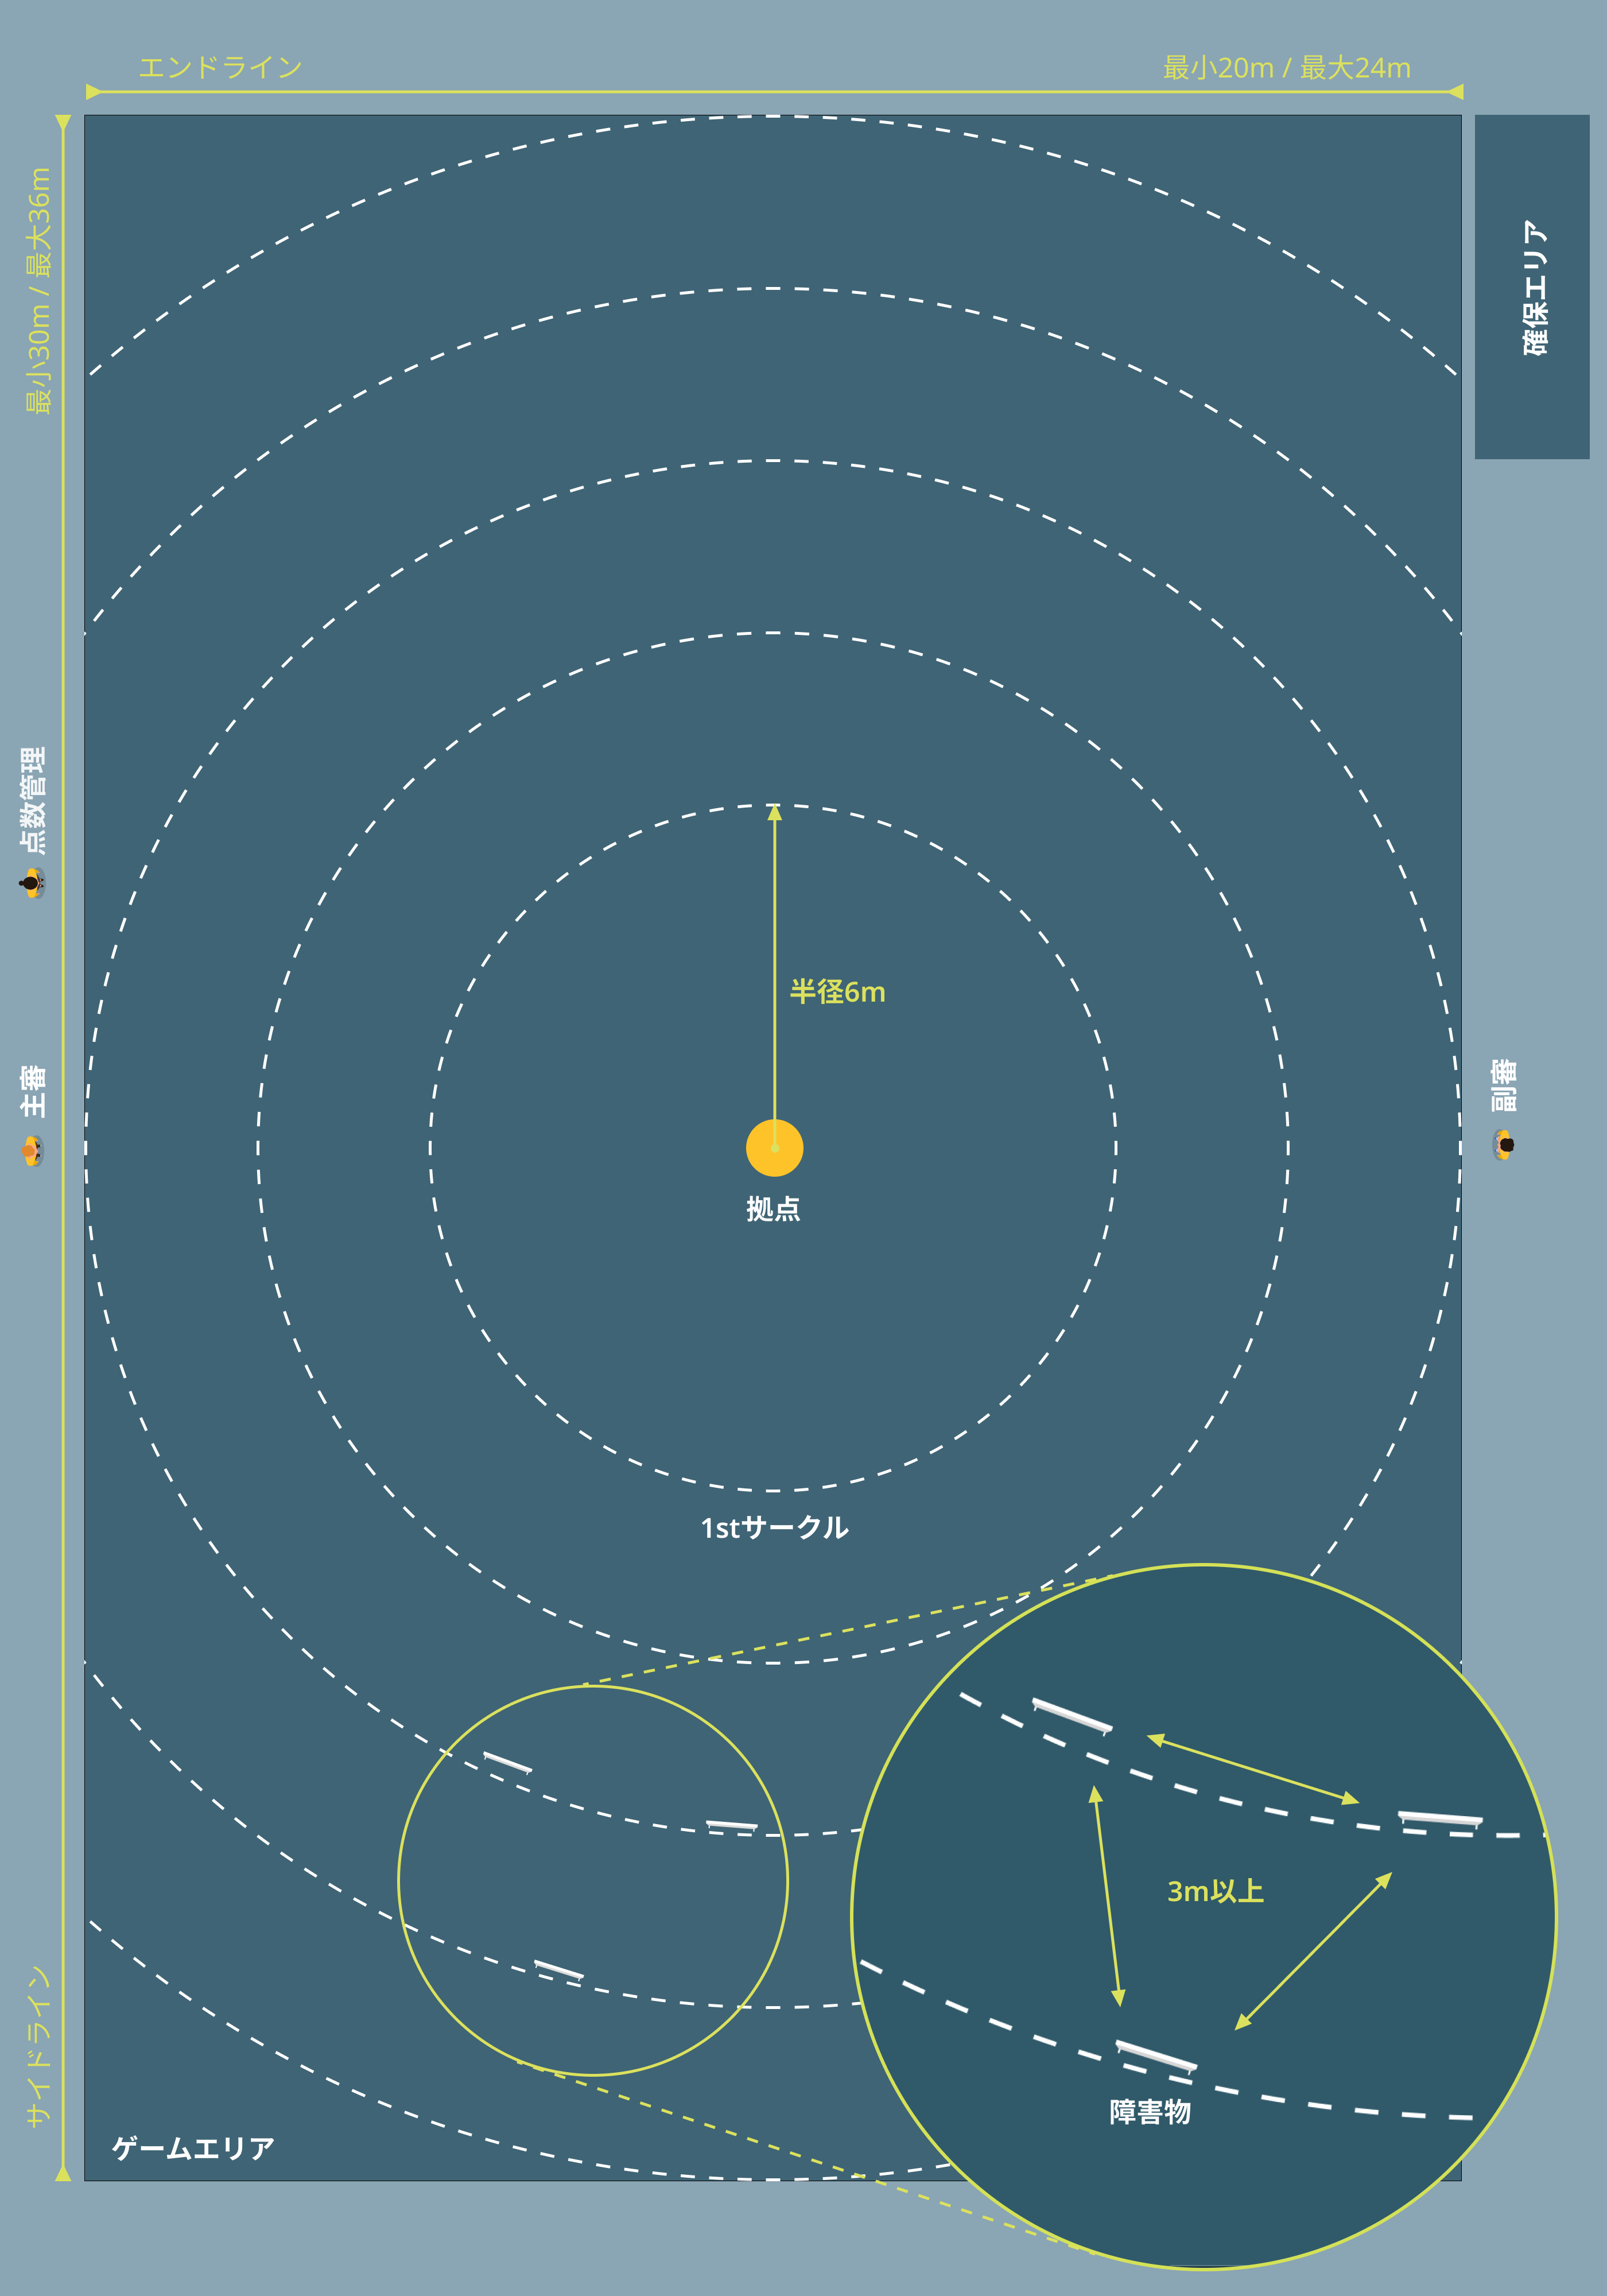 エンドライン
最小20m / 最大24m
最小30m / 最大36m
確保エリア
点数管理
半径6m
主審
副審
拠点
1stサークル
3m以上
サイドライン
障害物
ゲームエリア